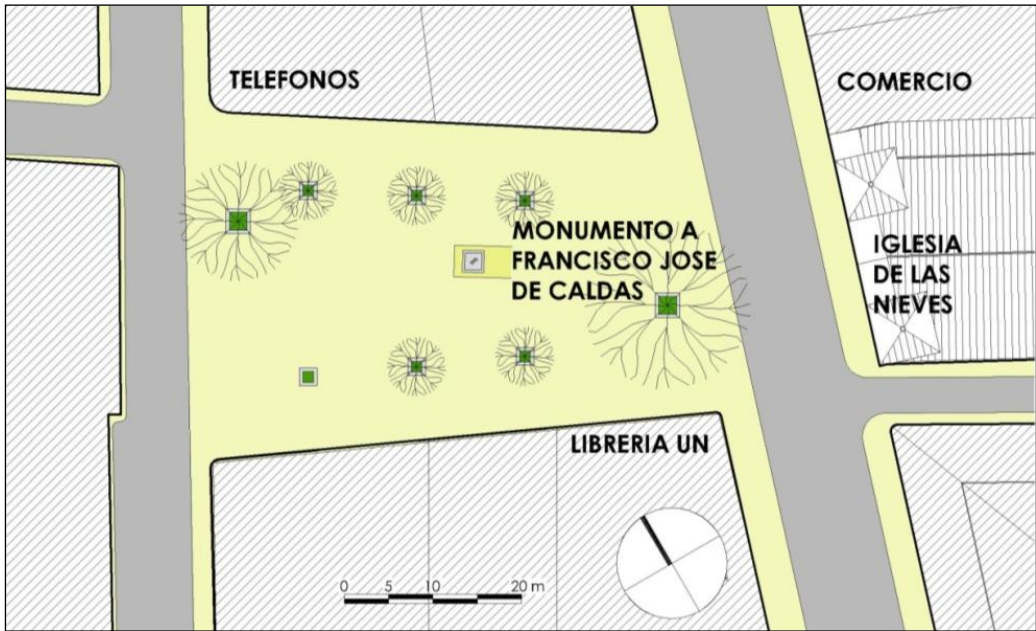 TELEFONOS
COMERCIO
MONUMENTO A
FRANCISCO JOSE
DE CALDAS
IGLESIA
DE LAS
NIEVES
LIBRERIA UN
0 5 10 20 m